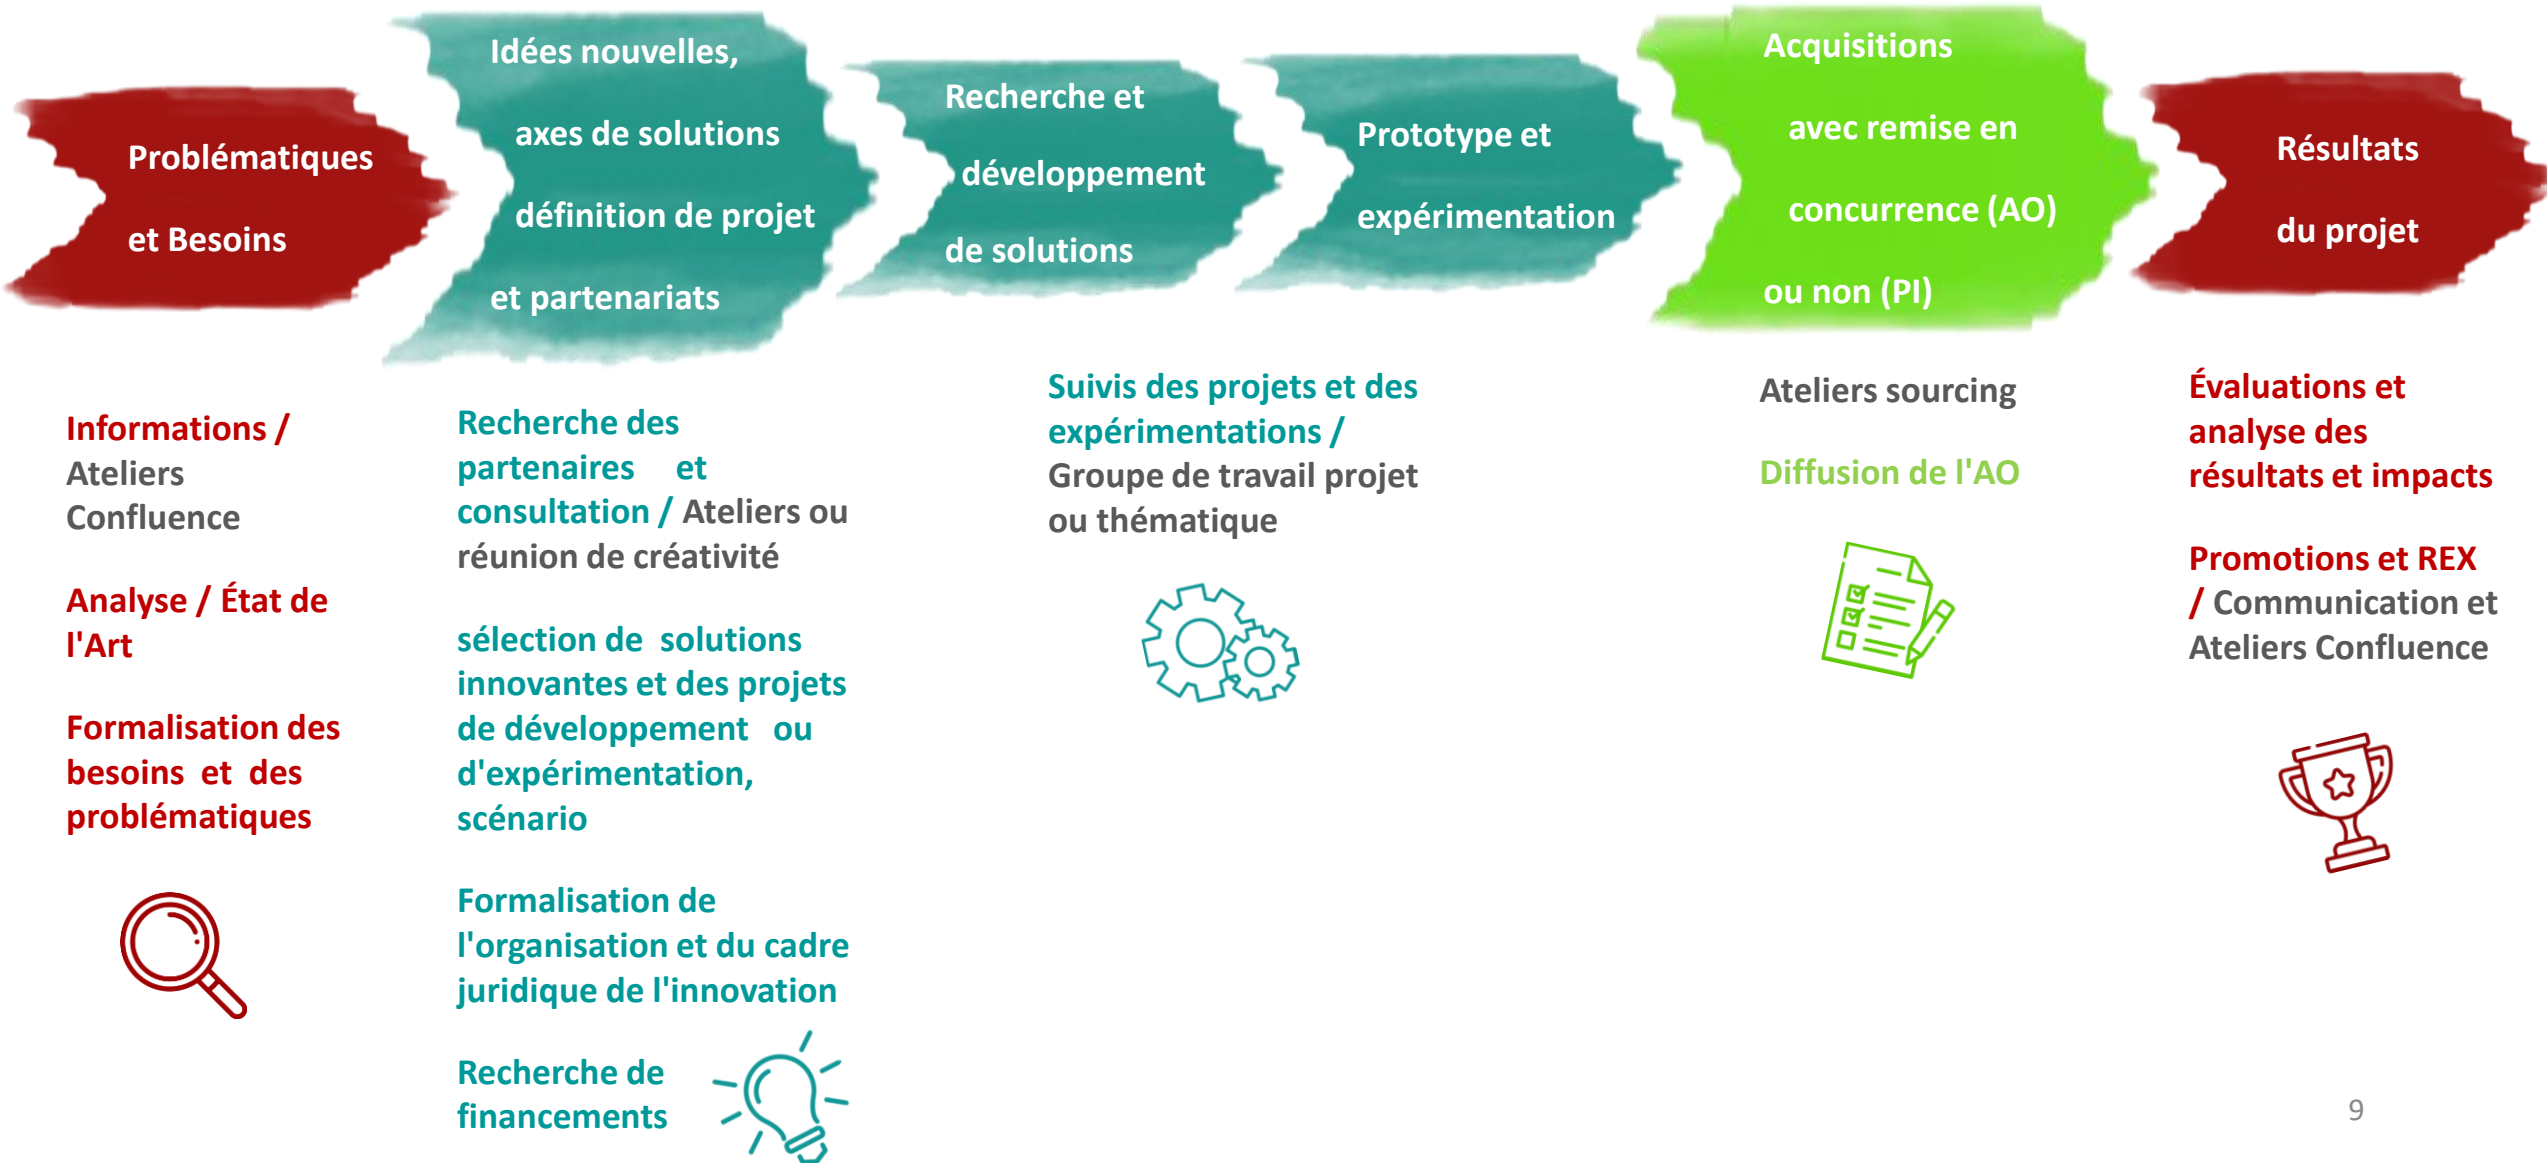 Problématiques
et Besoins
Idées nouvelles,
axes de solutions
définition de projet
et partenariats
Recherche et
développement
de solutions
Prototype et
expérimentation
Acquisitions
avec remise en
concurrence (AO)
ou non (PI)
Résultats
du projet
Informations /
Ateliers
Confluence
Analyse / État de
l'Art
Formalisation des
besoins et des
problématiques
Recherche des
partenaires et
consultation / Ateliers ou
réunion de créativité
sélection de solutions
innovantes et des projets
de développement ou
d'expérimentation,
scénario
Formalisation de
l'organisation et du cadre
juridique de l'innovation
Recherche de
financements
Suivis des projets et des
expérimentations /
Groupe de travail projet
ou thématique
Ateliers sourcing
Diffusion de l'AO
Évaluations et
analyse des
résultats et impacts
Promotions et REX
/ Communication et
Ateliers Confluence
9